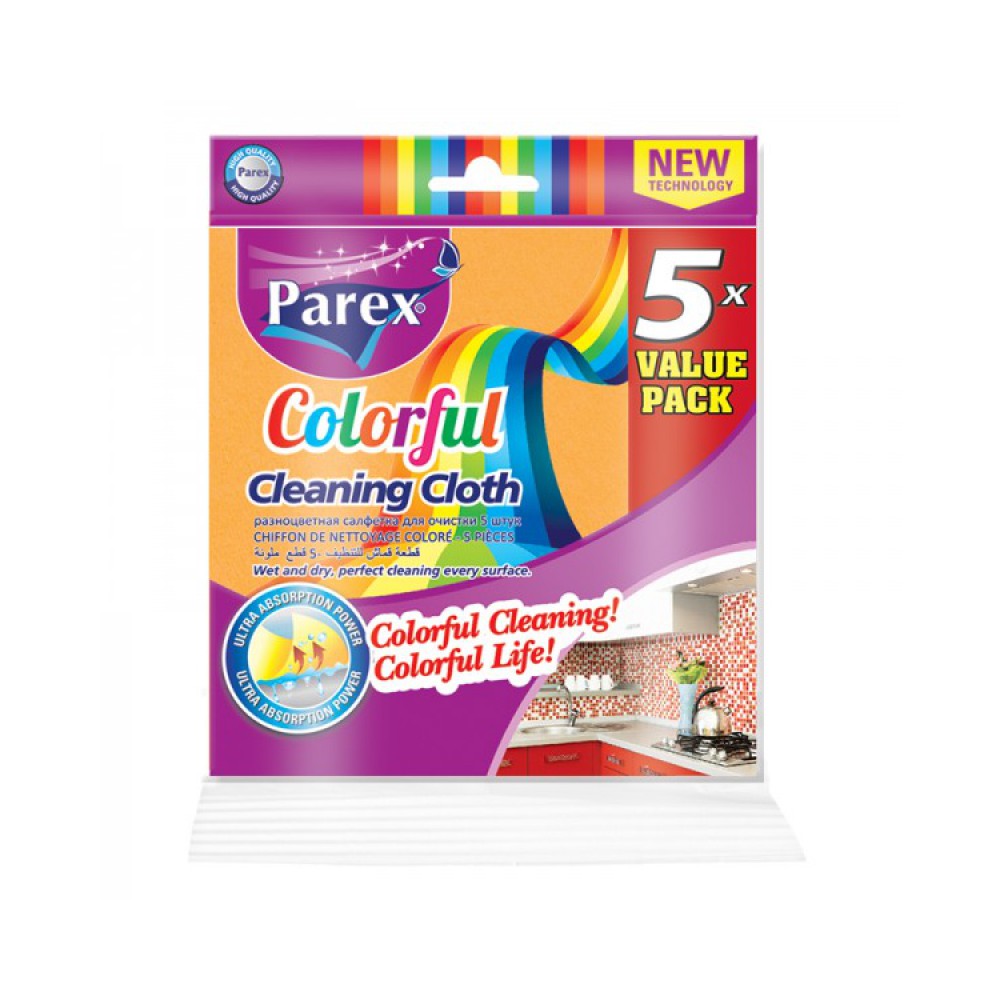 HIGH QUALITY
Parex
HIGH QUALITY
NEW
TECHNOLOGY
Parex®
5x
VALUE
PACK
Colorful
Cleaning Cloth
разноцветная салфетка для очистки 5 штук
CHIFFON DE NETTOYAGE COLORÉ - 5 PIÈCES
قطعة قماش للتنظيف -5 قطع ملونة
Wet and dry, perfect cleaning every surface.
ULTRA ABSORPTION POWER
ULTRA ABSORPTION POWER
Colorful Cleaning!
Colorful Life!